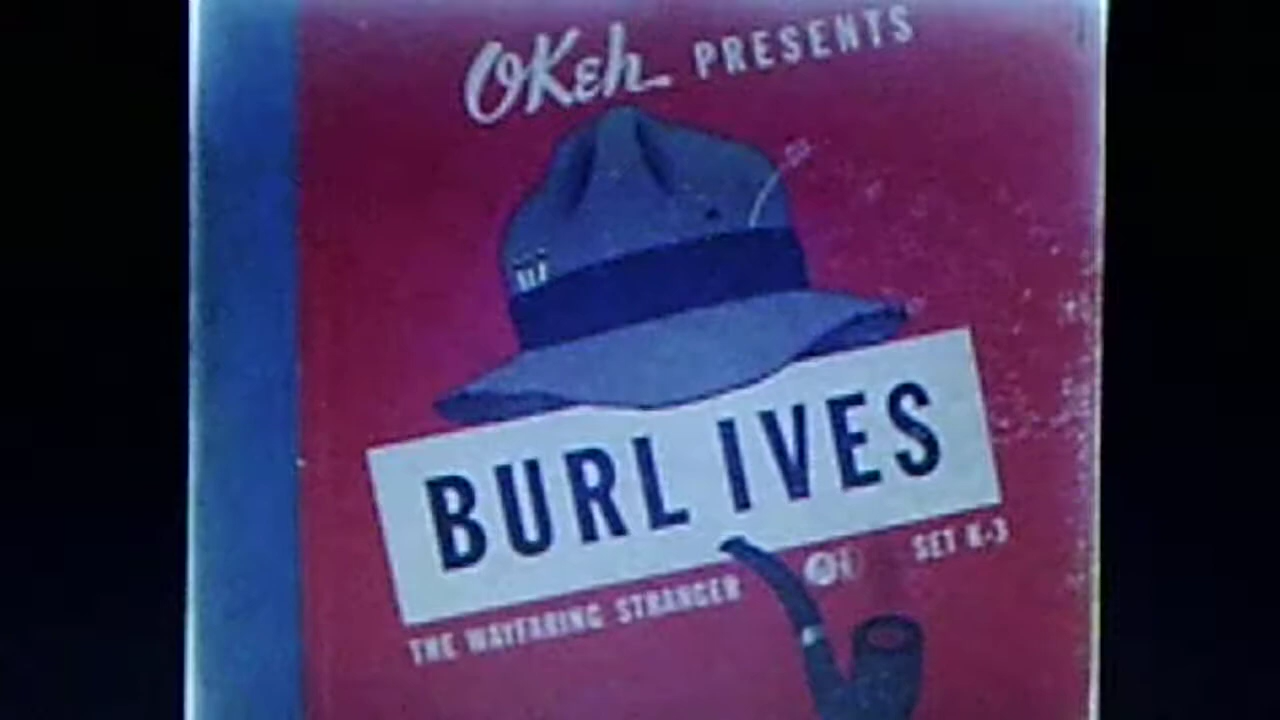 OKeh PRESENTS
BURL IVES
THE WAYFARING STRANGER
SET K-3